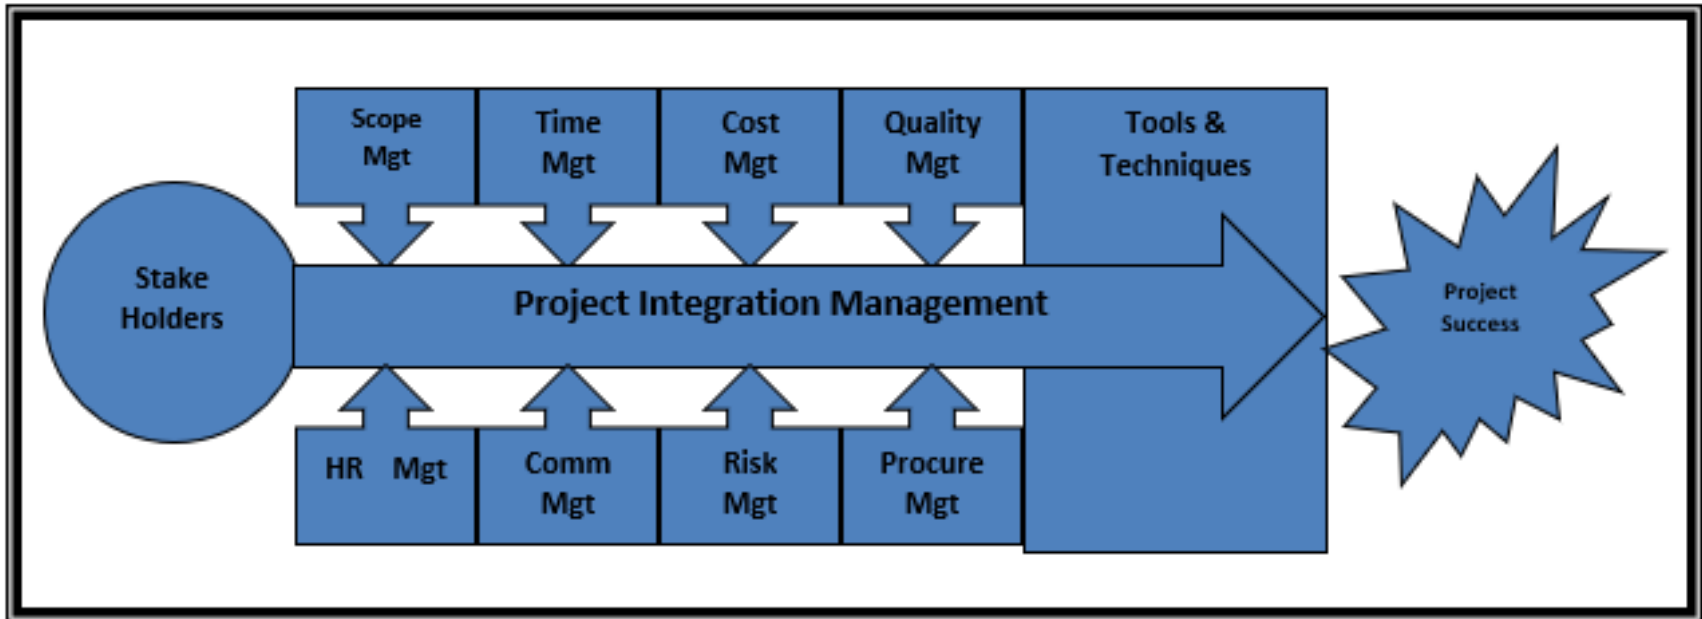 Scope
Mgt
Time
Mgt
Cost
Mgt
Quality
Mgt
Tools &
Techniques
Stake
Holders
Project Integration Management
Project
Success
HR Mgt
Comm
Mgt
Risk
Mgt
Procure
Mgt